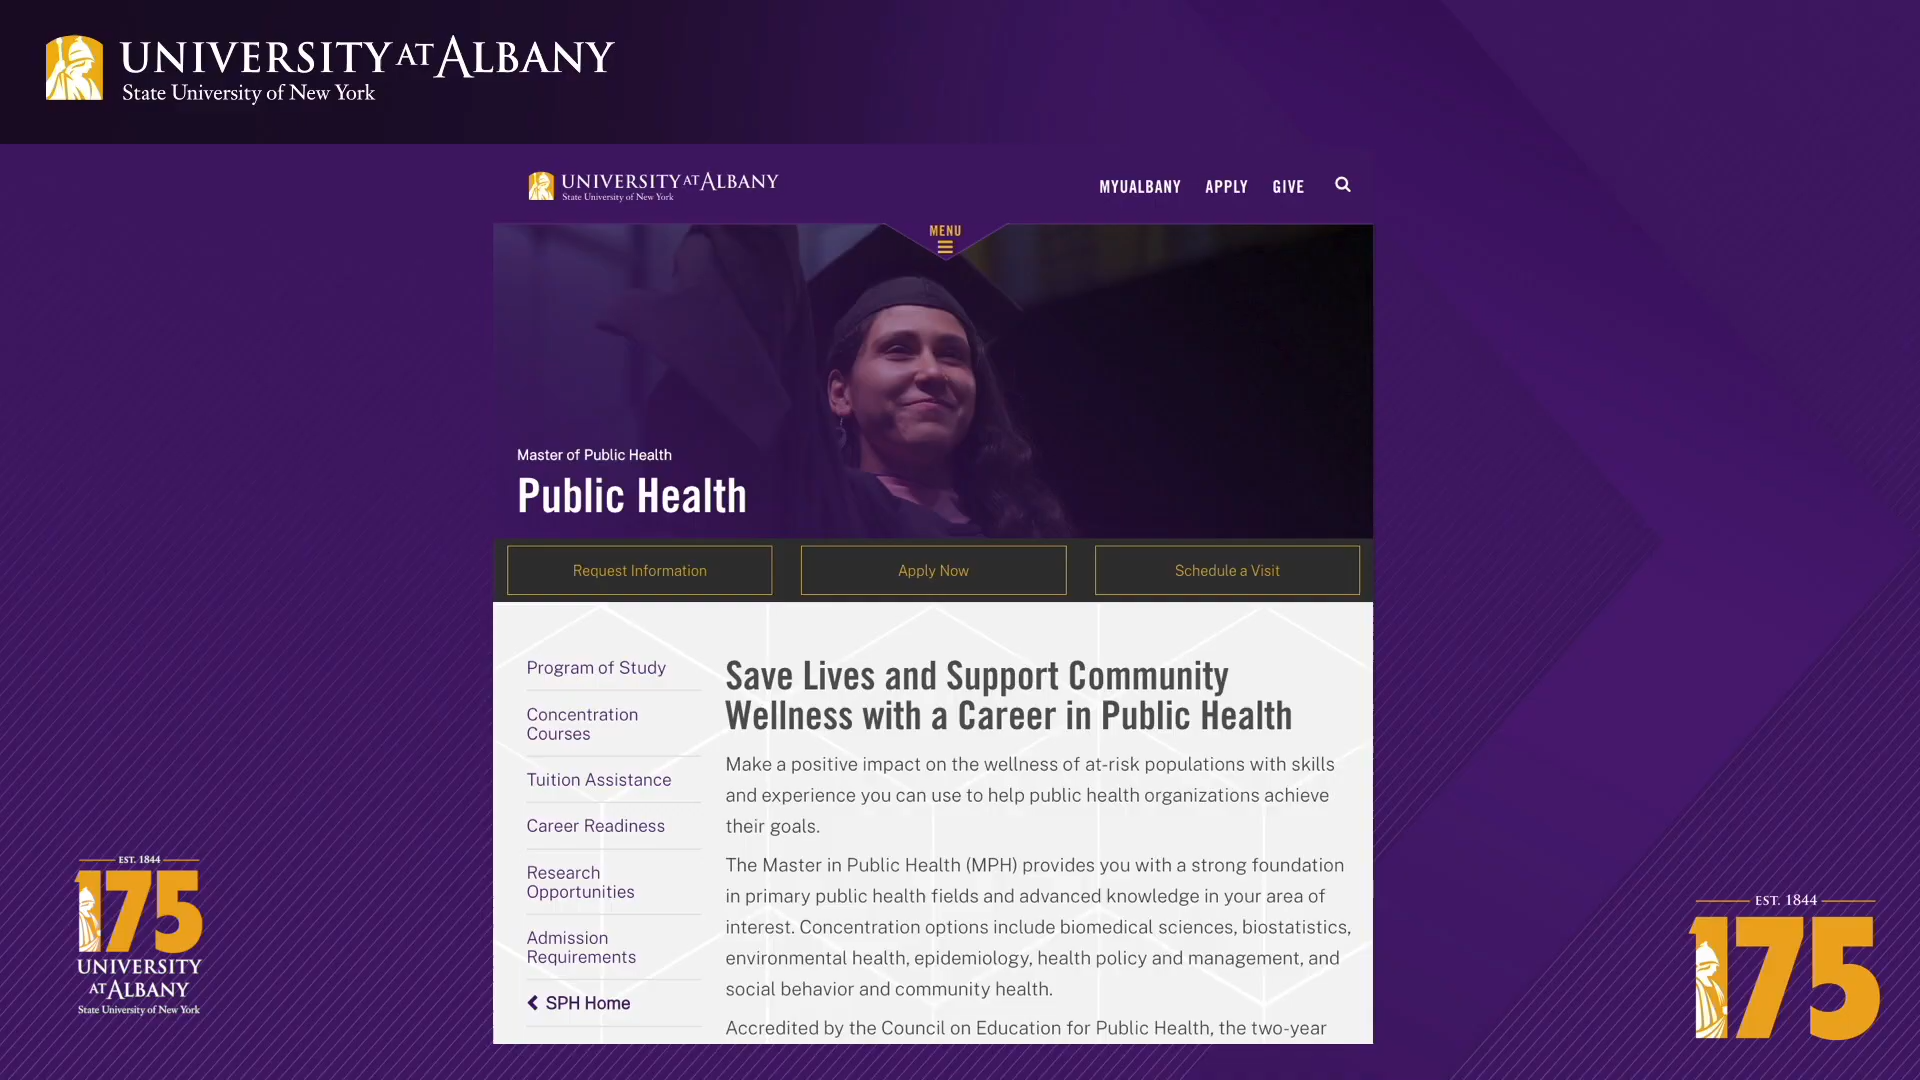 UNIVERSITY AT ALBANY
State University of New York
UNIVERSITY AT ALBANY
State University of New York
MYUALBANY
APPLY
GIVE
MENU
Master of Public Health
Public Health
Request Information
Apply Now
Schedule a Visit
Program of Study
Concentration
Courses
Tuition Assistance
Career Readiness
Research
Opportunities
Admission
Requirements
SPH Home
Save Lives and Support Community
Wellness with a Career in Public Health
Make a positive impact on the wellness of at-risk populations with skills
and experience you can use to help public health organizations achieve
their goals.
The Master in Public Health (MPH) provides you with a strong foundation
in primary public health fields and advanced knowledge in your area of
interest. Concentration options include biomedical sciences, biostatistics,
environmental health, epidemiology, health policy and management, and
social behavior and community health.
Accredited by the Council on Education for Public Health, the two-year
EST. 1844
175
UNIVERSITY
AT ALBANY
State University of New York
EST. 1844
175